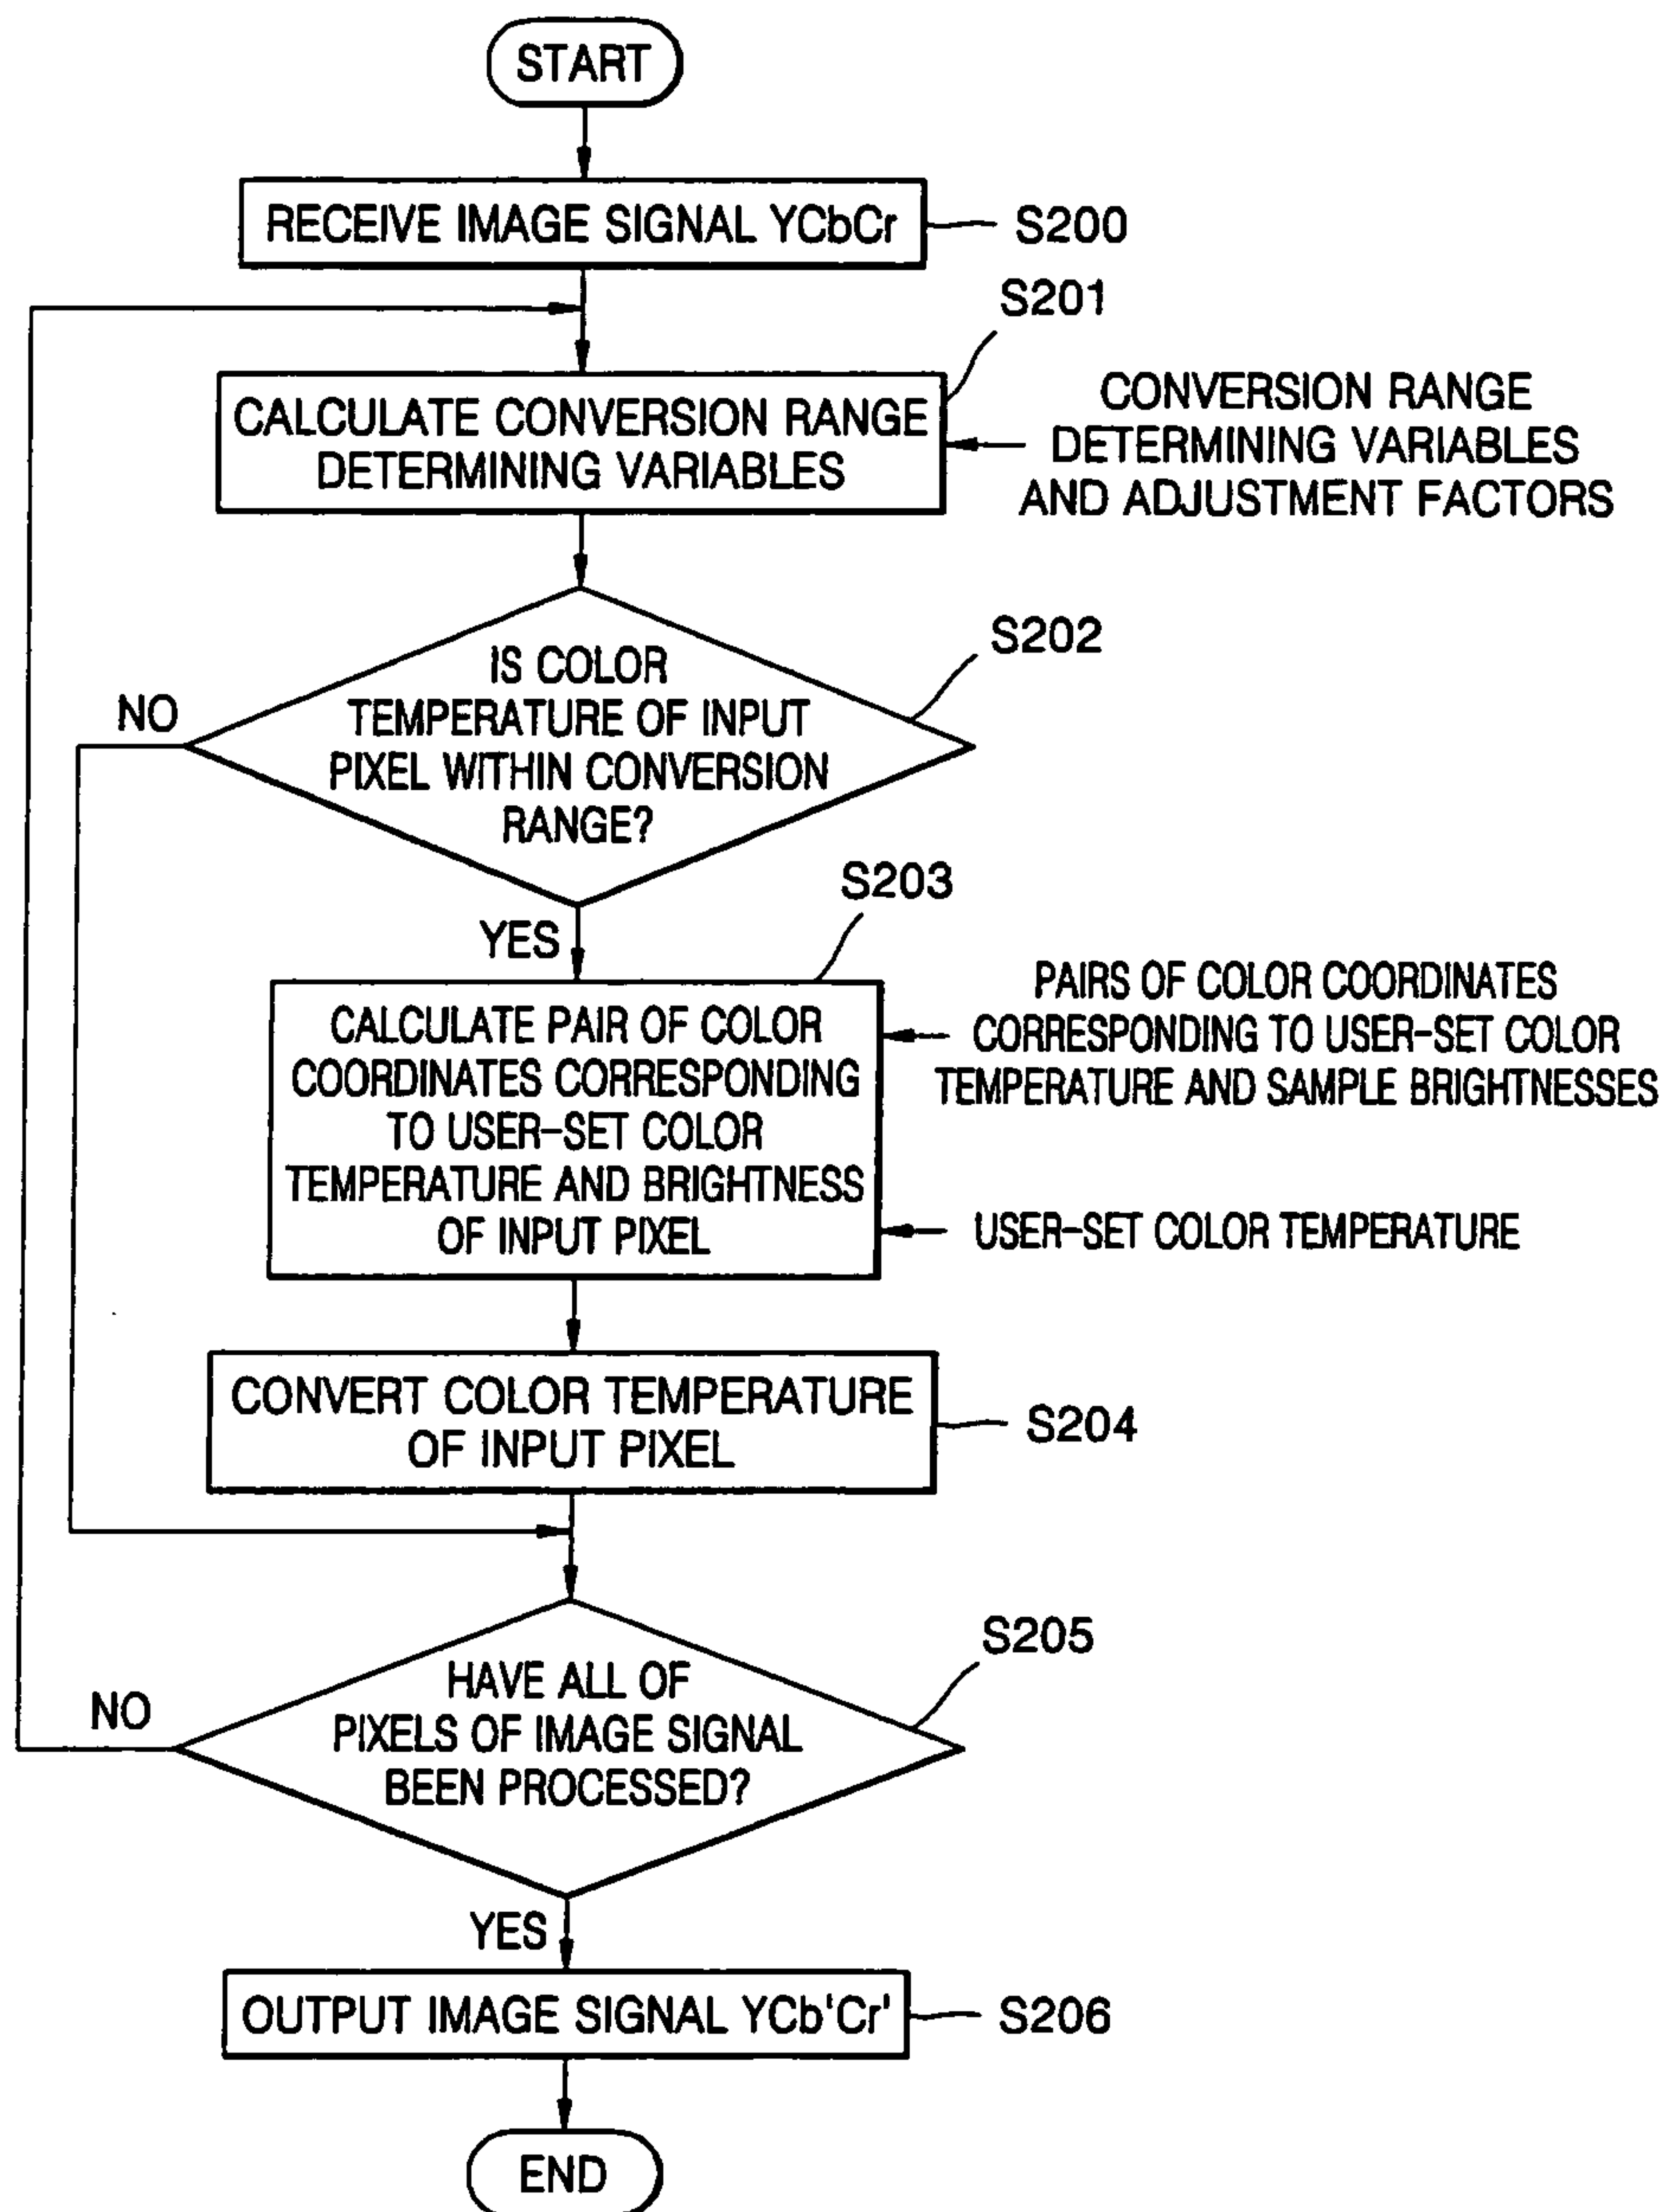 START
RECEIVE IMAGE SIGNAL YCbCr
S200
S201
CALCULATE CONVERSION RANGE
DETERMINING VARIABLES
CONVERSION RANGE
DETERMINING VARIABLES
AND ADJUSTMENT FACTORS
S202
IS COLOR
TEMPERATURE OF INPUT
PIXEL WITHIN CONVERSION
RANGE?
NO
YES
S203
CALCULATE PAIR OF COLOR
COORDINATES CORRESPONDING
TO USER-SET COLOR
TEMPERATURE AND BRIGHTNESS
OF INPUT PIXEL
PAIRS OF COLOR COORDINATES
CORRESPONDING TO USER-SET COLOR
TEMPERATURE AND SAMPLE BRIGHTNESSES
USER-SET COLOR TEMPERATURE
CONVERT COLOR TEMPERATURE
OF INPUT PIXEL
S204
S205
HAVE ALL OF
PIXELS OF IMAGE SIGNAL
BEEN PROCESSED?
NO
YES
OUTPUT IMAGE SIGNAL YCb'Cr'
S206
END